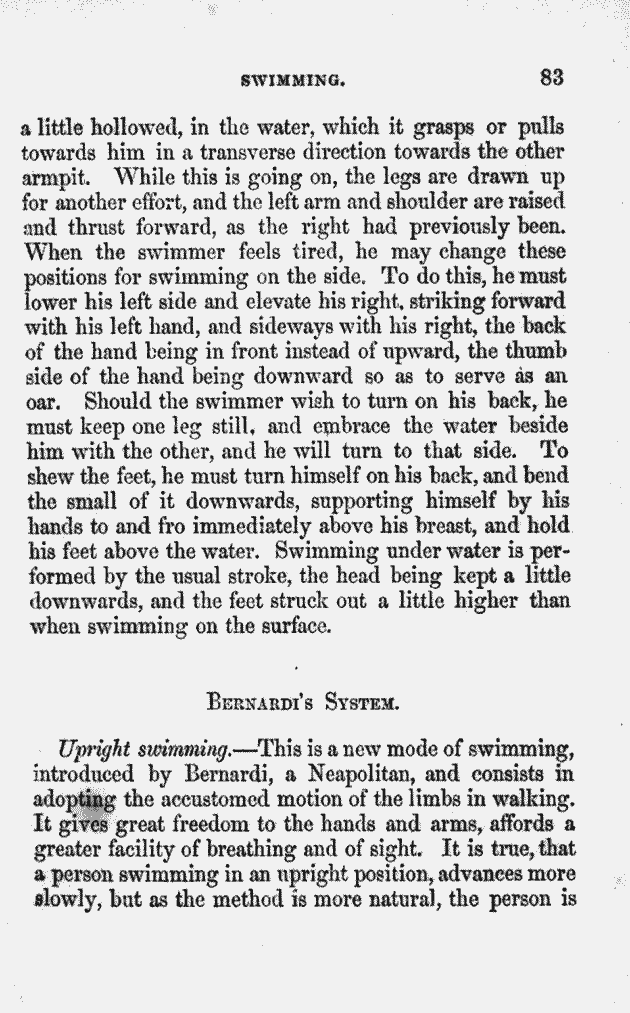 SWIMMING. 83
a little hollowed, in the water, which it grasps or pulls
towards him in a transverse direction towards the other
armpit. While this is going on, the legs are drawn up
for another effort, and the left arm and shoulder are raised
and thrust forward, as the right had previously been.
When the swimmer feels tired, he may change these
positions for swimming on the side. To do this, he must
lower his left side and elevate his right, striking forward
with his left hand, and sideways with his right, the back
of the hand being in front instead of upward, the thumb
side of the hand being downward so as to serve as an
oar. Should the swimmer wish to turn on his back, he
must keep one leg still, and embrace the water beside
him with the other, and he will turn to that side. To
shew the feet, he must turn himself on his back, and bend
the small of it downwards, supporting himself by his
hands to and fro immediately above his breast, and hold
his feet above the water. Swimming under water is per-
formed by the usual stroke, the head being kept a little
downwards, and the feet struck out a little higher than
when swimming on the surface.
BERNARDI'S SYSTEM.
Upright swimming.—This is a new mode of swimming,
introduced by Bernardi, a Neapolitan, and consists in
adopting the accustomed motion of the limbs in walking.
It gives great freedom to the hands and arms, affords a
greater facility of breathing and of sight. It is true, that
a person swimming in an upright position, advances more
slowly, but as the method is more natural, the person is